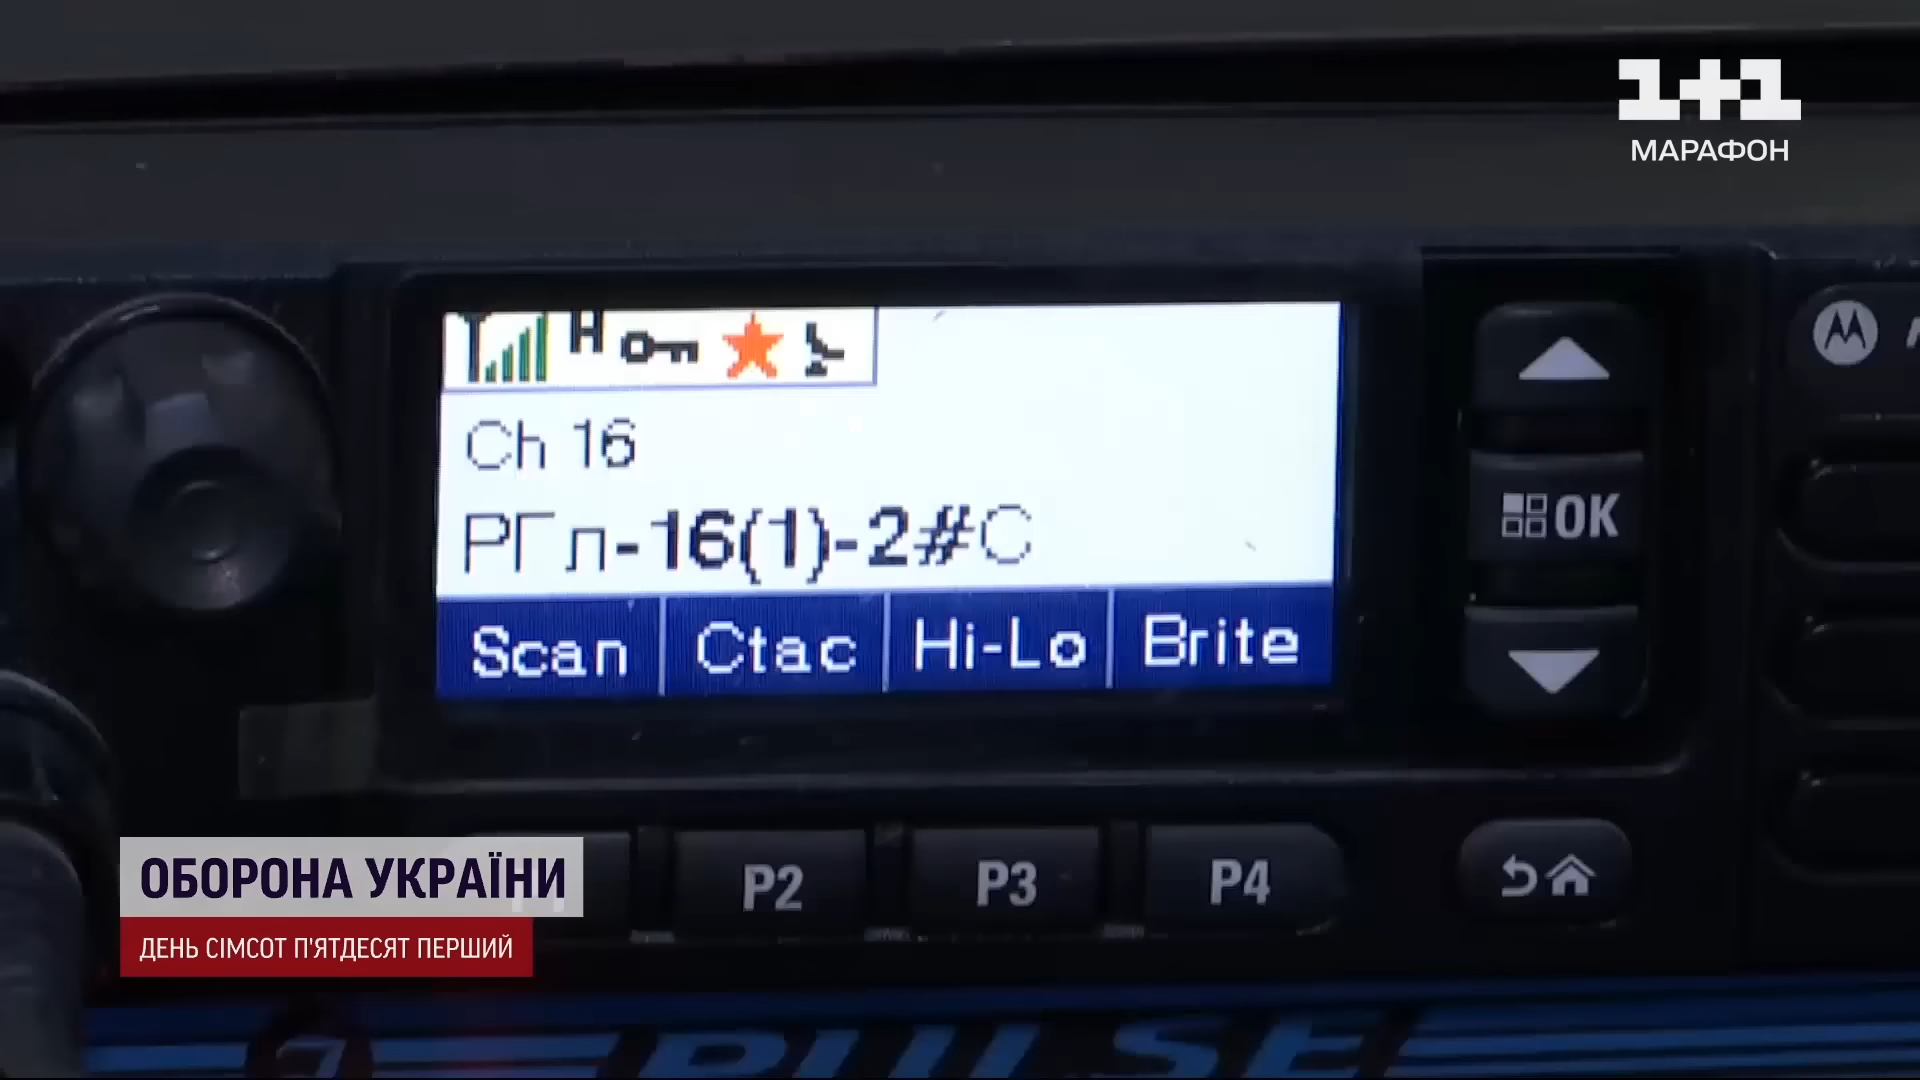 1+1
МАРАФОН
H
Ch 16
РГл-16(1)-2#С
Scan Ctac Hi-Lo Brite
OK
P2 P3 P4
ОБОРОНА УКРАЇНИ
ДЕНЬ СІМСОТ П'ЯТДЕСЯТ ПЕРШИЙ
PULSE